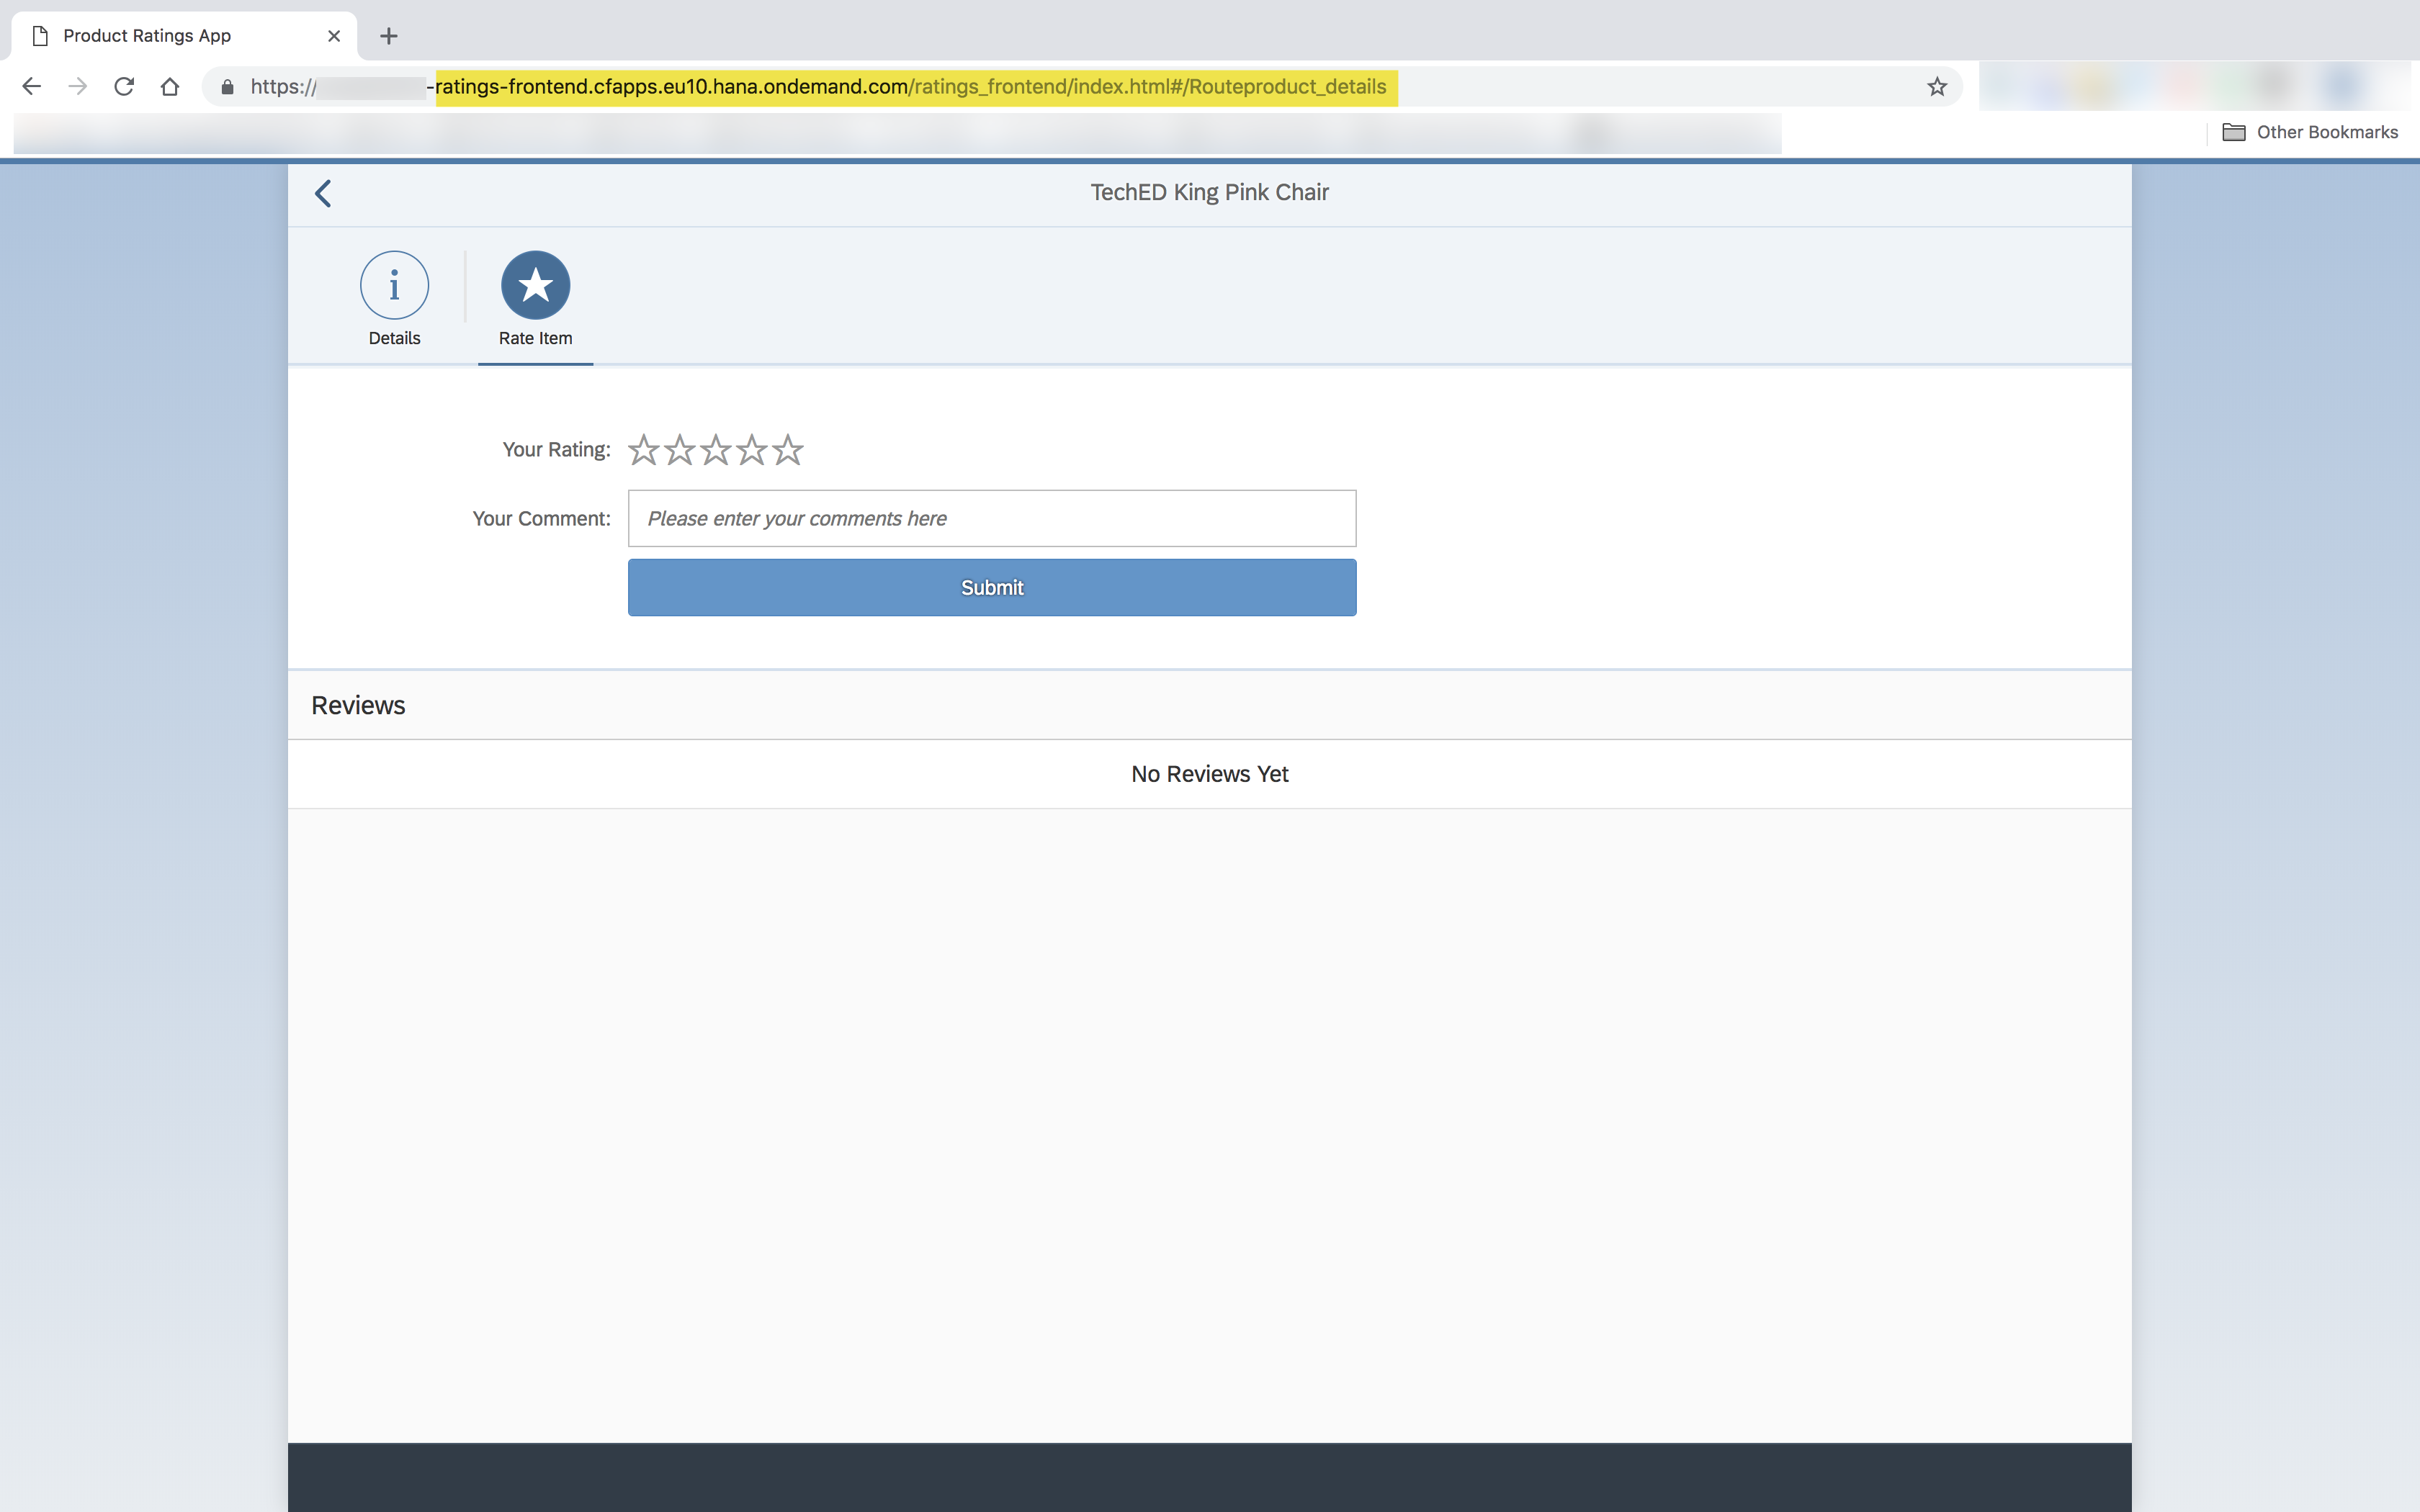 Product Ratings App
https://-ratings-frontend.cfapps.eu10.hana.ondemand.com/ratings_frontend/index.html#/Routeproduct_details
Other Bookmarks
TechED King Pink Chair
Details
Rate Item
Your Rating:
Your Comment: Please enter your comments here
Submit
Reviews
No Reviews Yet